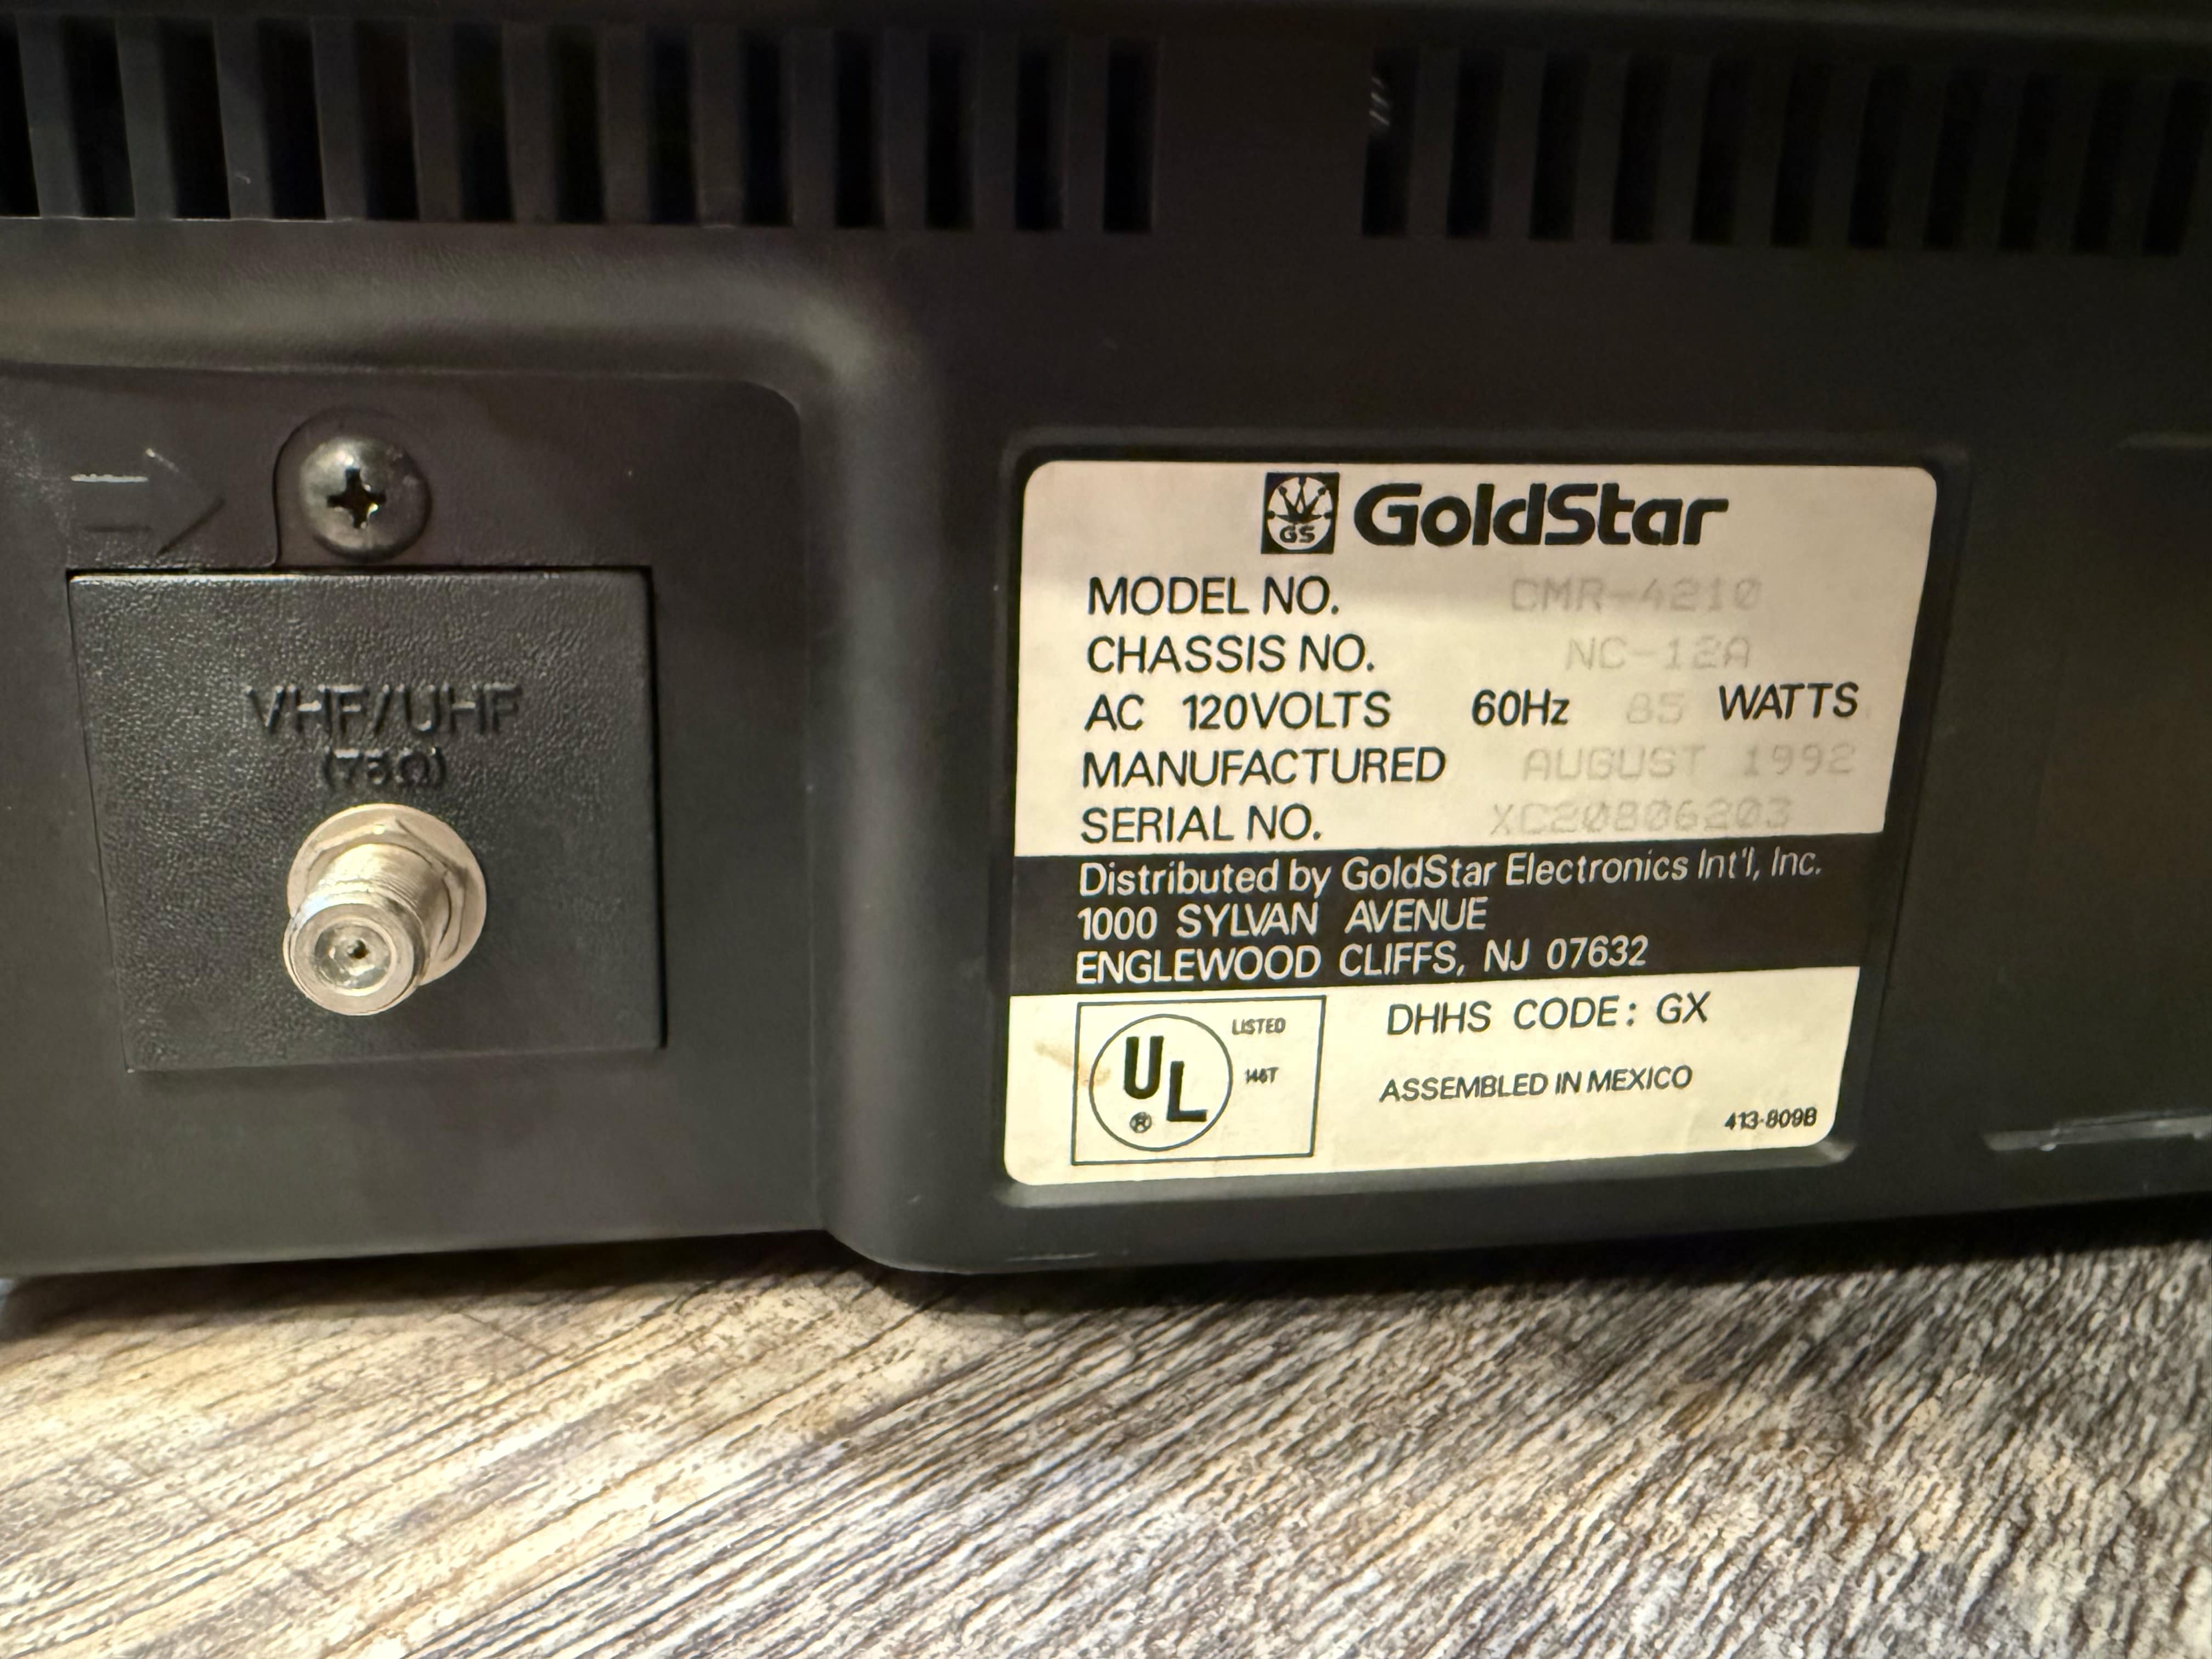 VHF/UHF
(75Ω)
GS GoldStar
MODEL NO. CMR-4210
CHASSIS NO. NC-12A
AC 120VOLTS 60Hz 85 WATTS
MANUFACTURED AUGUST 1992
SERIAL NO. XC20806203
Distributed by GoldStar Electronics Int'l, Inc.
1000 SYLVAN AVENUE
ENGLEWOOD CLIFFS, NJ 07632
UL ®
LISTED
146T
DHHS CODE: GX
ASSEMBLED IN MEXICO
413-809B